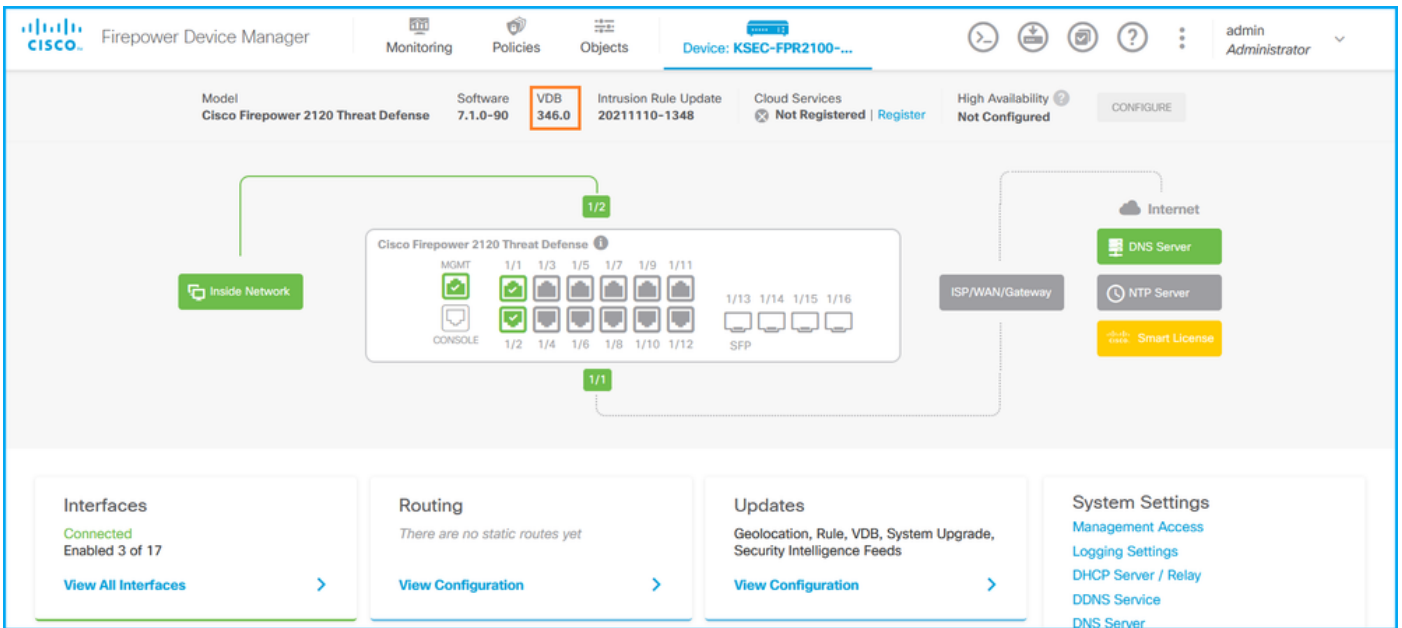 CISCO
Firepower Device Manager
Monitoring
Policies
Objects
Device: KSEC-FPR2100-...
admin
Administrator
Model
Cisco Firepower 2120 Threat Defense
Software
7.1.0-90
VDB
346.0
Intrusion Rule Update
20211110-1348
Cloud Services
Not Registered | Register
High Availability
Not Configured
CONFIGURE
1/2
Internet
Cisco Firepower 2120 Threat Defense
MGMT 1/1 1/3 1/5 1/7 1/9 1/11
DNS Server
Inside Network
1/13 1/14 1/15 1/16
ISP/WAN/Gateway
NTP Server
CONSOLE 1/2 1/4 1/6 1/8 1/10 1/12 SFP
Smart License
1/1
Interfaces
Connected
Enabled 3 of 17
View All Interfaces
Routing
There are no static routes yet
View Configuration
Updates
Geolocation, Rule, VDB, System Upgrade,
Security Intelligence Feeds
View Configuration
System Settings
Management Access
Logging Settings
DHCP Server / Relay
DDNS Service
DNS Server